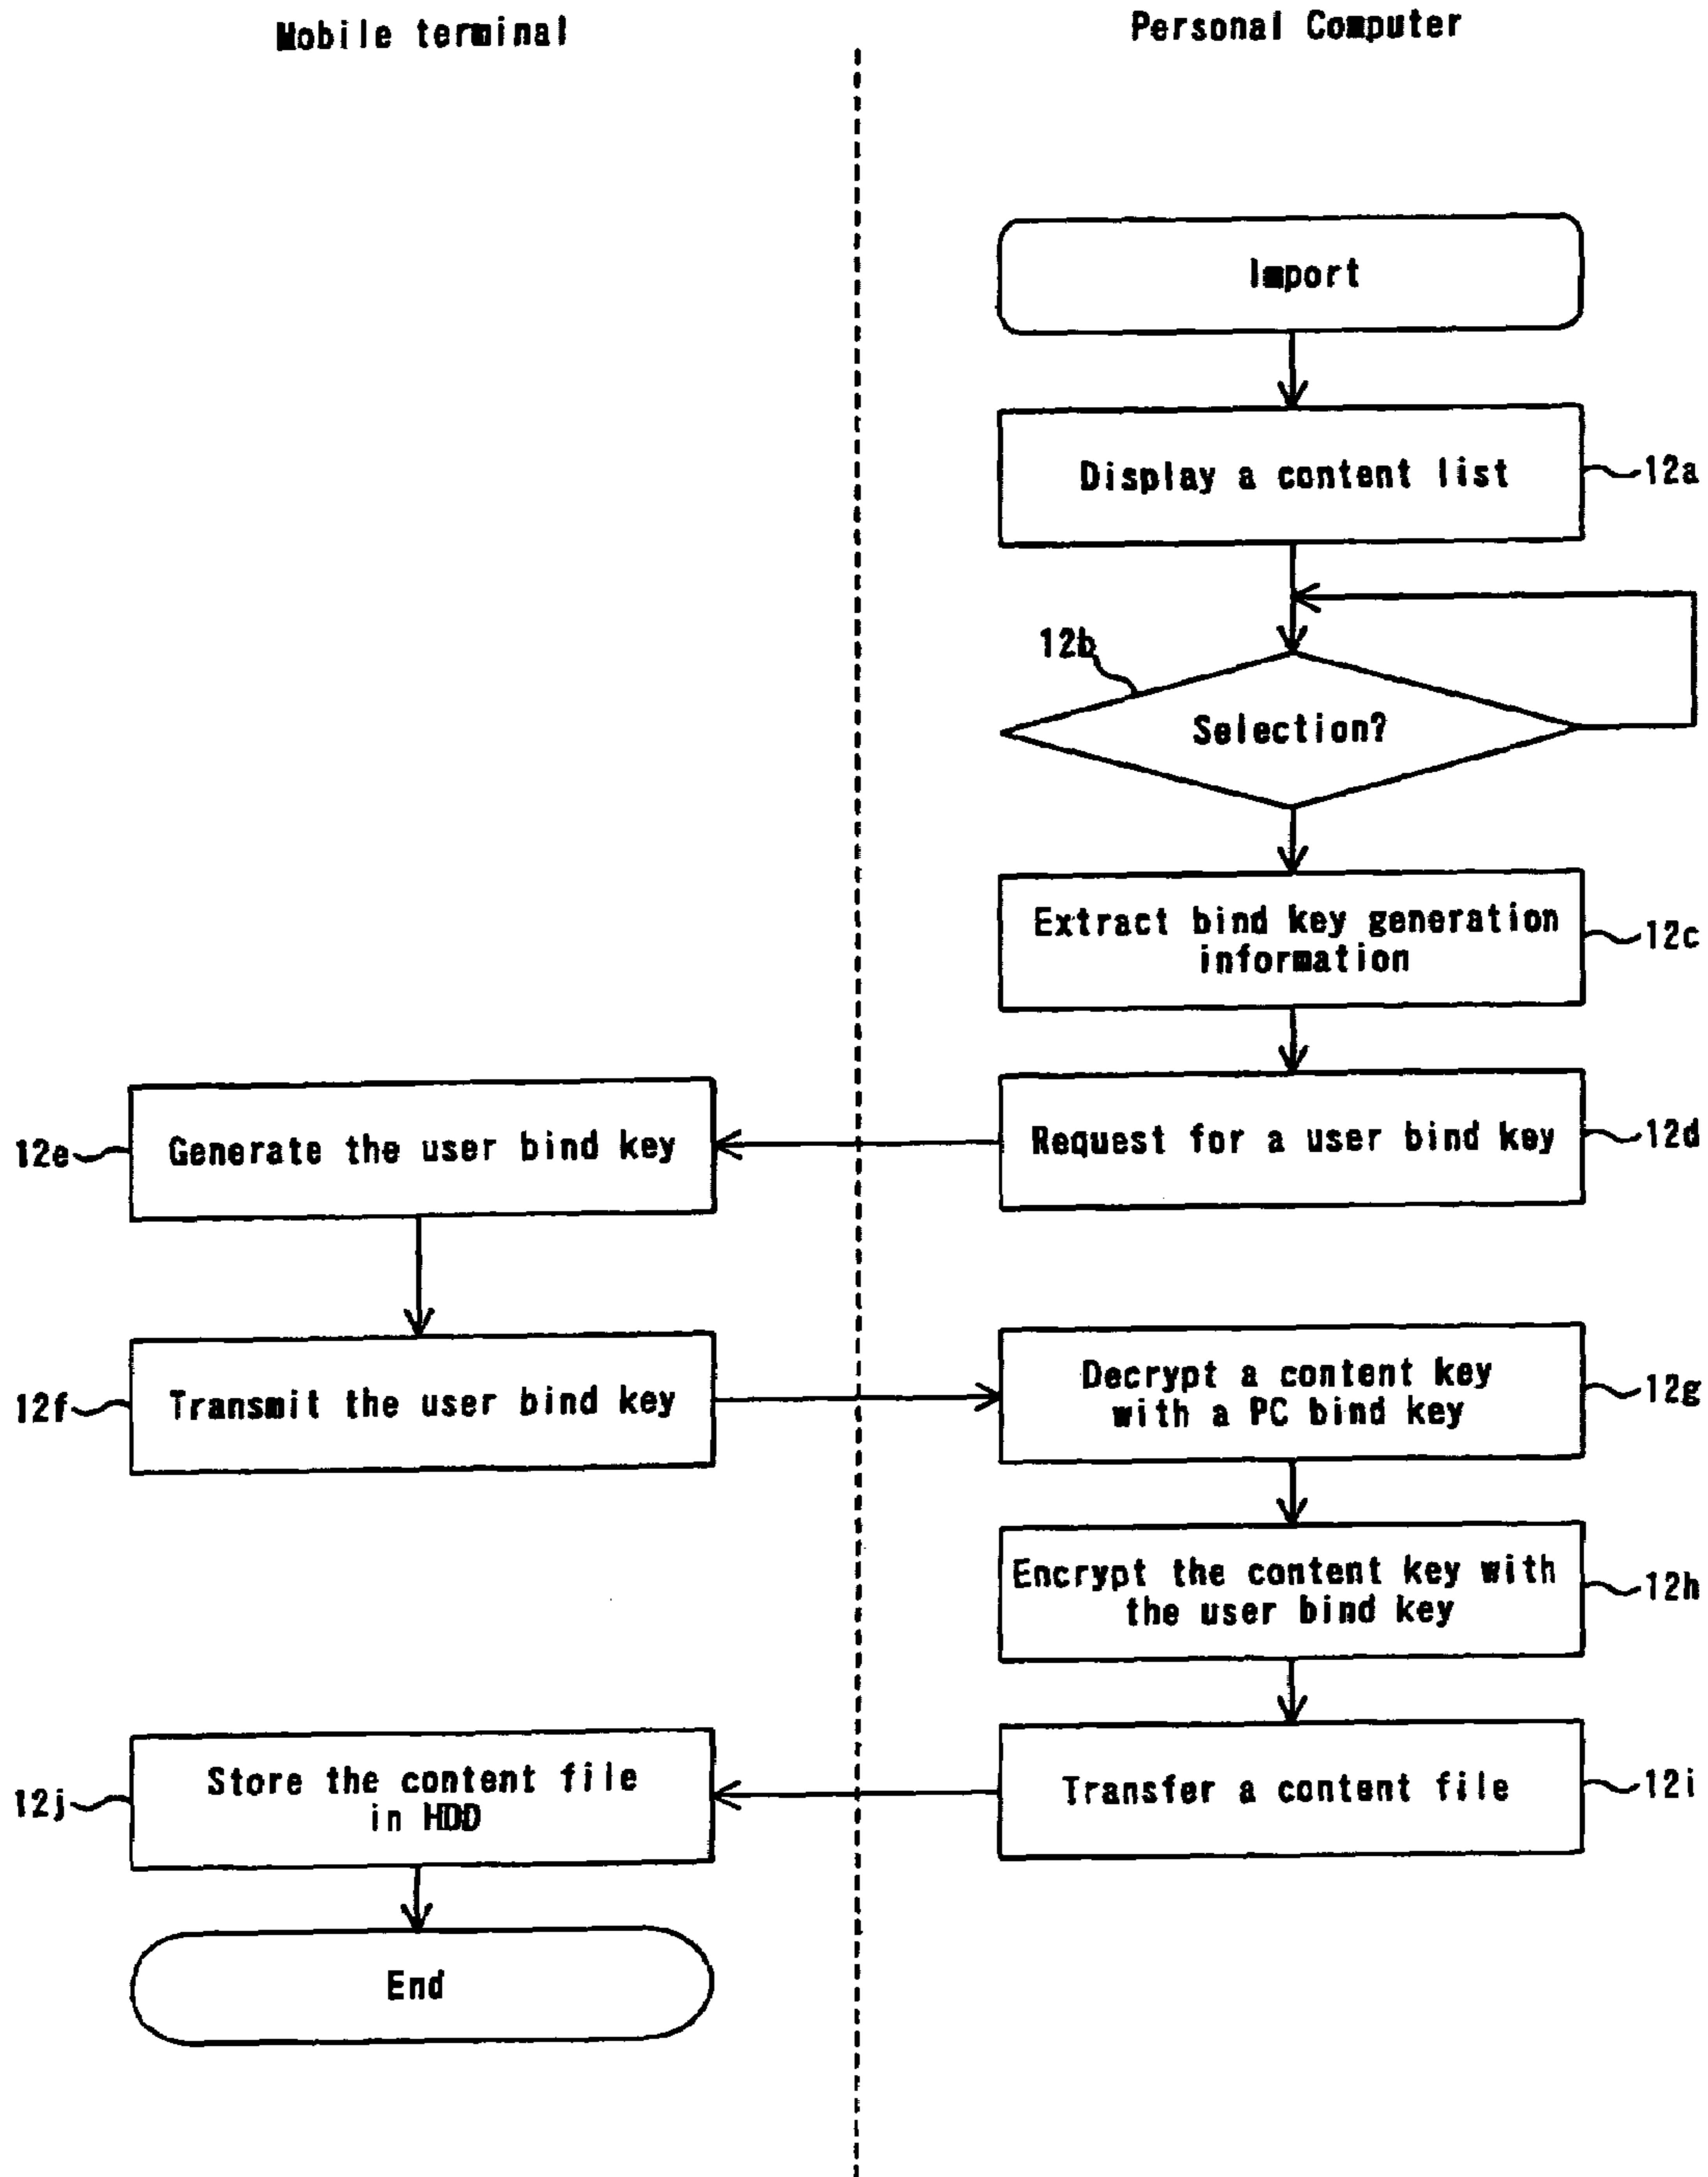 Mobile terminal
Personal Computer
Import
Display a content list
12a
12b
Selection?
Extract bind key generation
information
12c
12e
Generate the user bind key
Request for a user bind key
12d
12f
Transmit the user bind key
Decrypt a content key
with a PC bind key
12g
Encrypt the content key with
the user bind key
12h
12j
Store the content file
in HDD
Transfer a content file
12i
End